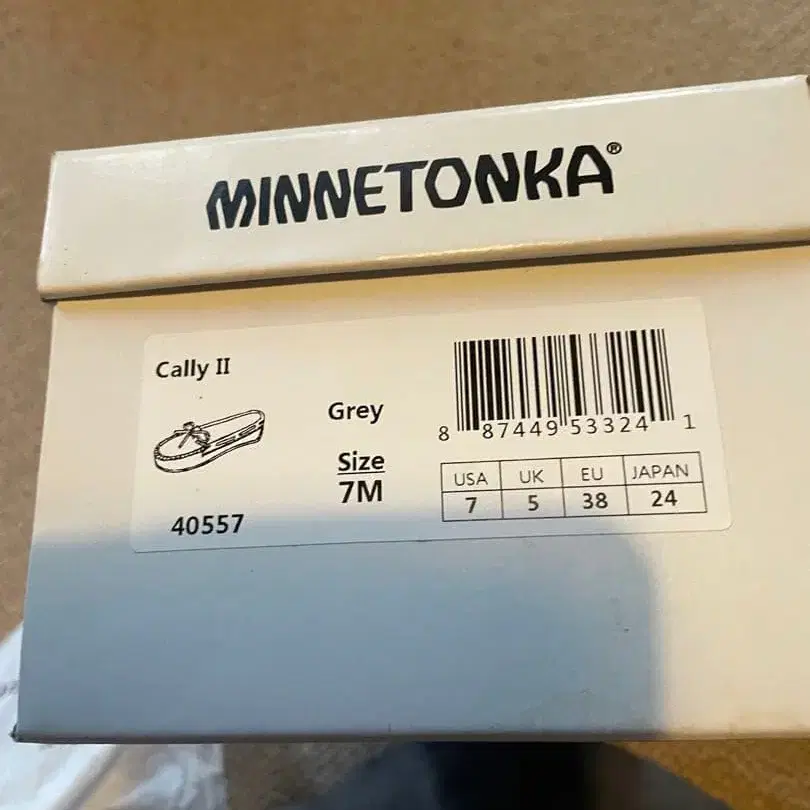 MINNETONKA®
Cally II
Grey
Size
7M
40557
8 87449 53324 1
USA UK EU JAPAN
7 5 38 24